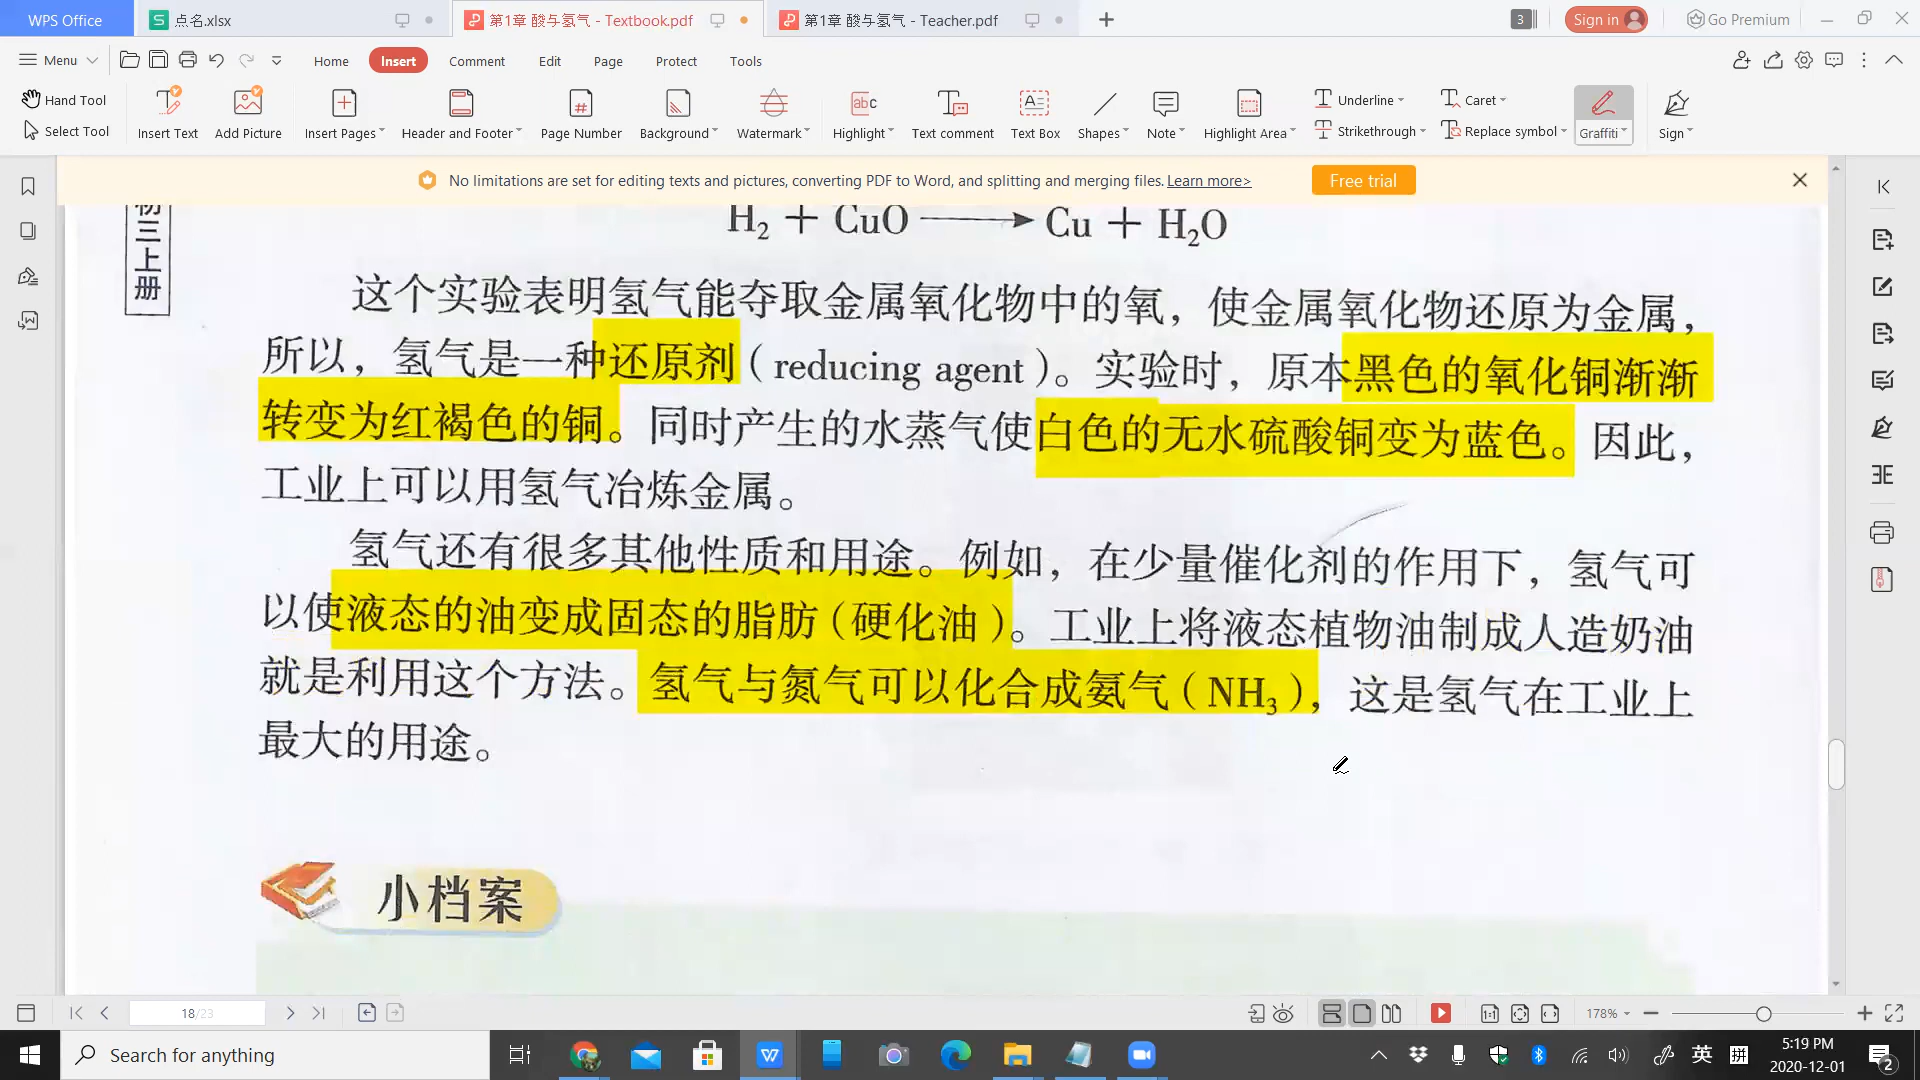 WPS Office
点名.xlsx
第1章 酸与氢气 - Textbook.pdf
第1章 酸与氢气 - Teacher.pdf
3
Sign in
Go Premium
Menu
Home
Insert
Comment
Edit
Page
Protect
Tools
Hand Tool
Select Tool
Insert Text
Add Picture
Insert Pages
Header and Footer
Page Number
Background
Watermark
Highlight
Text comment
Text Box
Shapes
Note
Highlight Area
Underline
Strikethrough
Caret
Replace symbol
Graffiti
Sign
No limitations are set for editing texts and pictures, converting PDF to Word, and splitting and merging files. Learn more>
Free trial
初三上册
H₂ + CuO ⟶ Cu + H₂O
这个实验表明氢气能夺取金属氧化物中的氧，使金属氧化物还原为金属，
所以，氢气是一种还原剂（reducing agent）。实验时，原本黑色的氧化铜渐渐
转变为红褐色的铜。同时产生的水蒸气使白色的无水硫酸铜变为蓝色。因此，
工业上可以用氢气冶炼金属。
氢气还有很多其他性质和用途。例如，在少量催化剂的作用下，氢气可
以使液态的油变成固态的脂肪（硬化油）。工业上将液态植物油制成人造奶油
就是利用这个方法。氢气与氮气可以化合成氨气（NH₃），这是氢气在工业上
最大的用途。
小档案
18/23
178%
Search for anything
英
拼
5:19 PM
2020-12-01
2